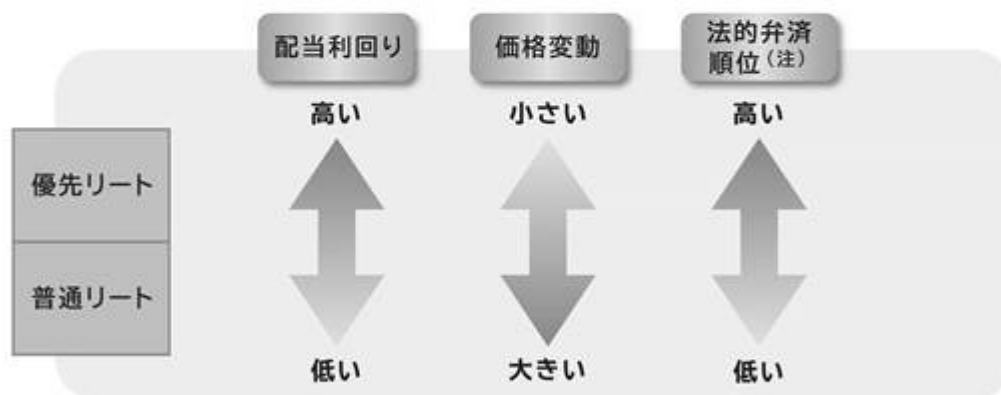 配当利回り
価格変動
法的弁済
順位(注)
高い
小さい
高い
優先リート
普通リート
低い
大きい
低い